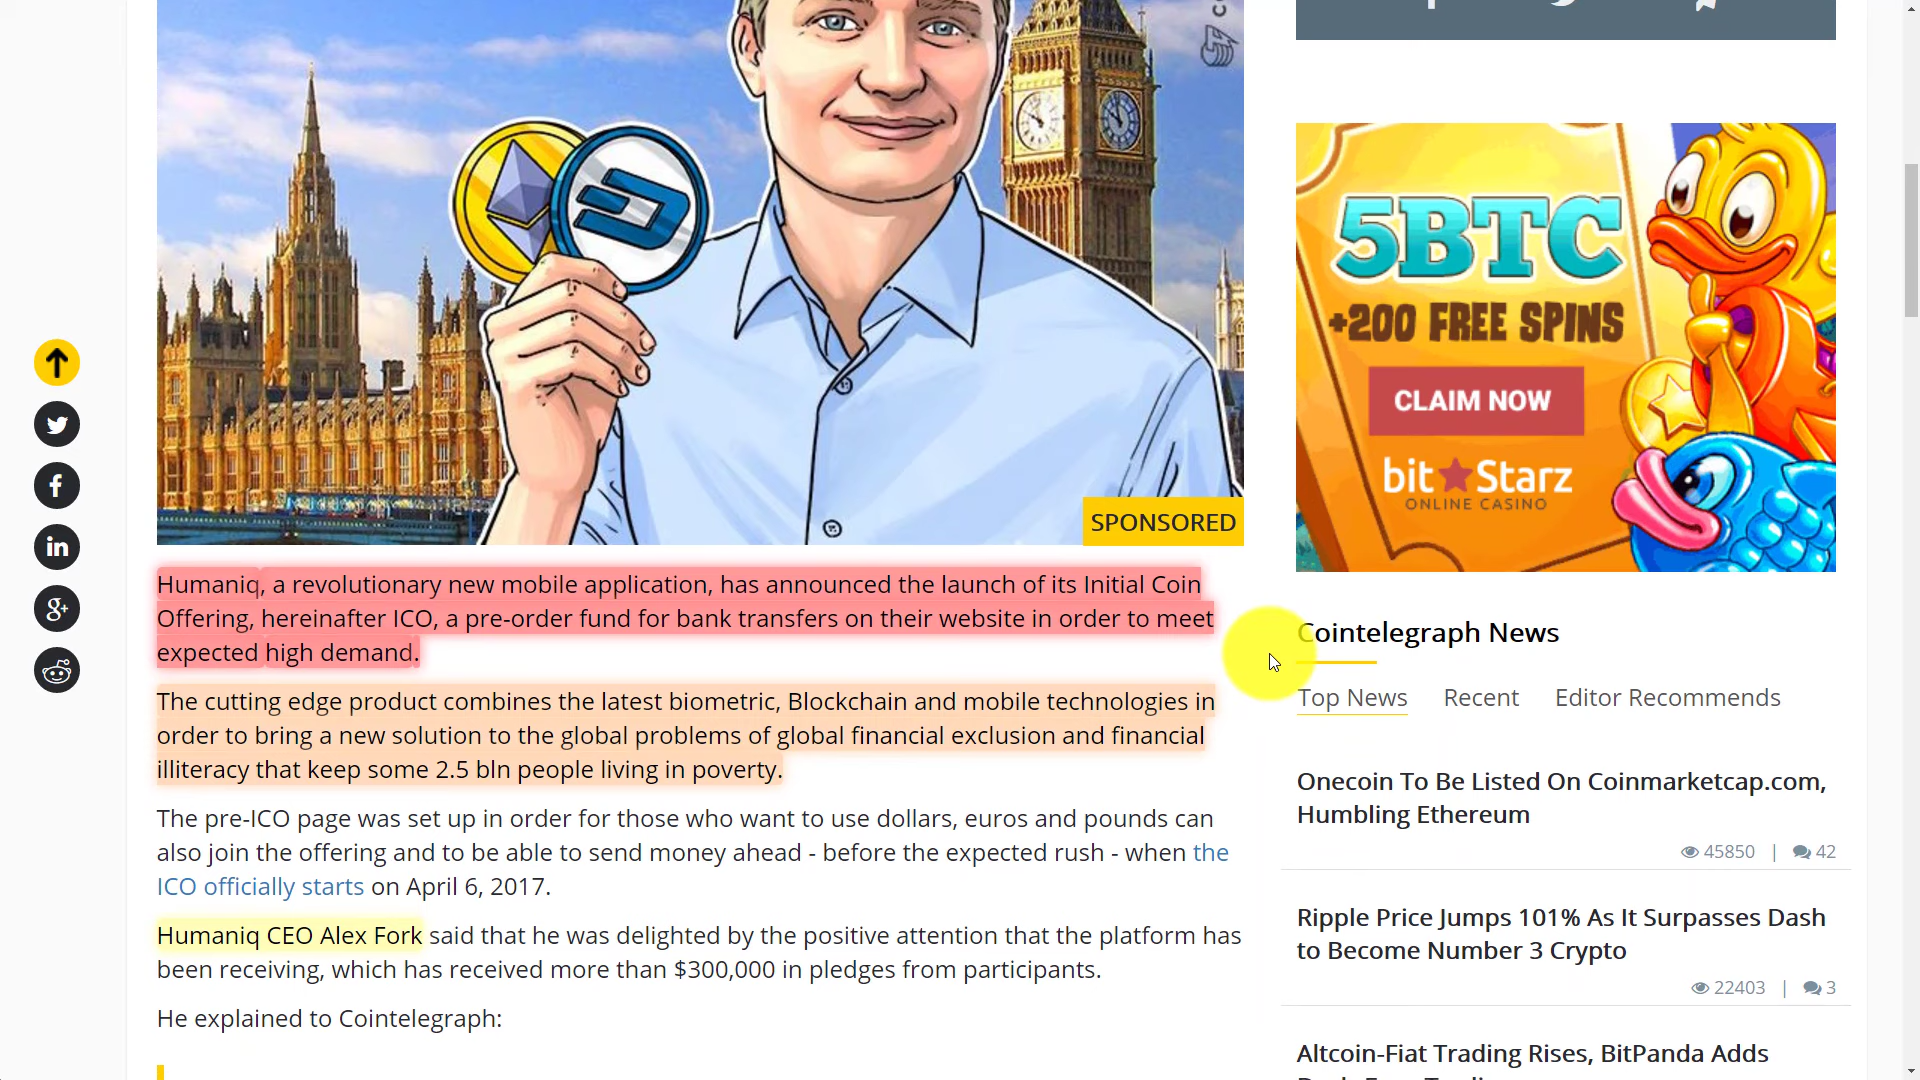 5BTC
+200 FREE SPINS
CLAIM NOW
bit Starz
ONLINE CASINO
SPONSORED
Humaniq, a revolutionary new mobile application, has announced the launch of its Initial Coin
Offering, hereinafter ICO, a pre-order fund for bank transfers on their website in order to meet
expected high demand.
The cutting edge product combines the latest biometric, Blockchain and mobile technologies in
order to bring a new solution to the global problems of global financial exclusion and financial
illiteracy that keep some 2.5 bln people living in poverty.
The pre-ICO page was set up in order for those who want to use dollars, euros and pounds can
also join the offering and to be able to send money ahead - before the expected rush - when the
ICO officially starts on April 6, 2017.
Humaniq CEO Alex Fork said that he was delighted by the positive attention that the platform has
been receiving, which has received more than $300,000 in pledges from participants.
He explained to Cointelegraph:
Cointelegraph News
Top News Recent Editor Recommends
Onecoin To Be Listed On Coinmarketcap.com,
Humbling Ethereum
45850 | 42
Ripple Price Jumps 101% As It Surpasses Dash
to Become Number 3 Crypto
22403 | 3
Altcoin-Fiat Trading Rises, BitPanda Adds